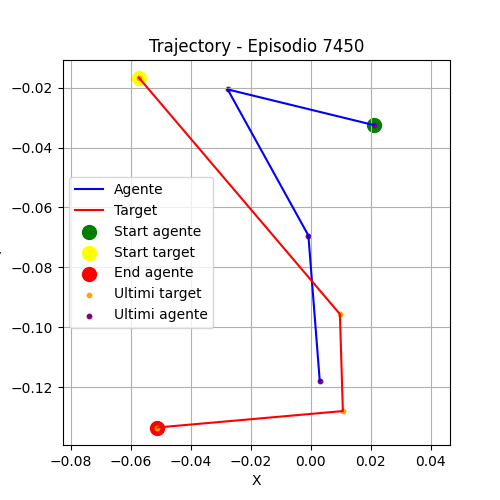 Trajectory - Episodio 7450
−0.02
−0.04
−0.06
−0.08
−0.10
−0.12
Agente
Target
Start agente
Start target
End agente
Ultimi target
Ultimi agente
−0.08 −0.06 −0.04 −0.02 0.00 0.02 0.04
X